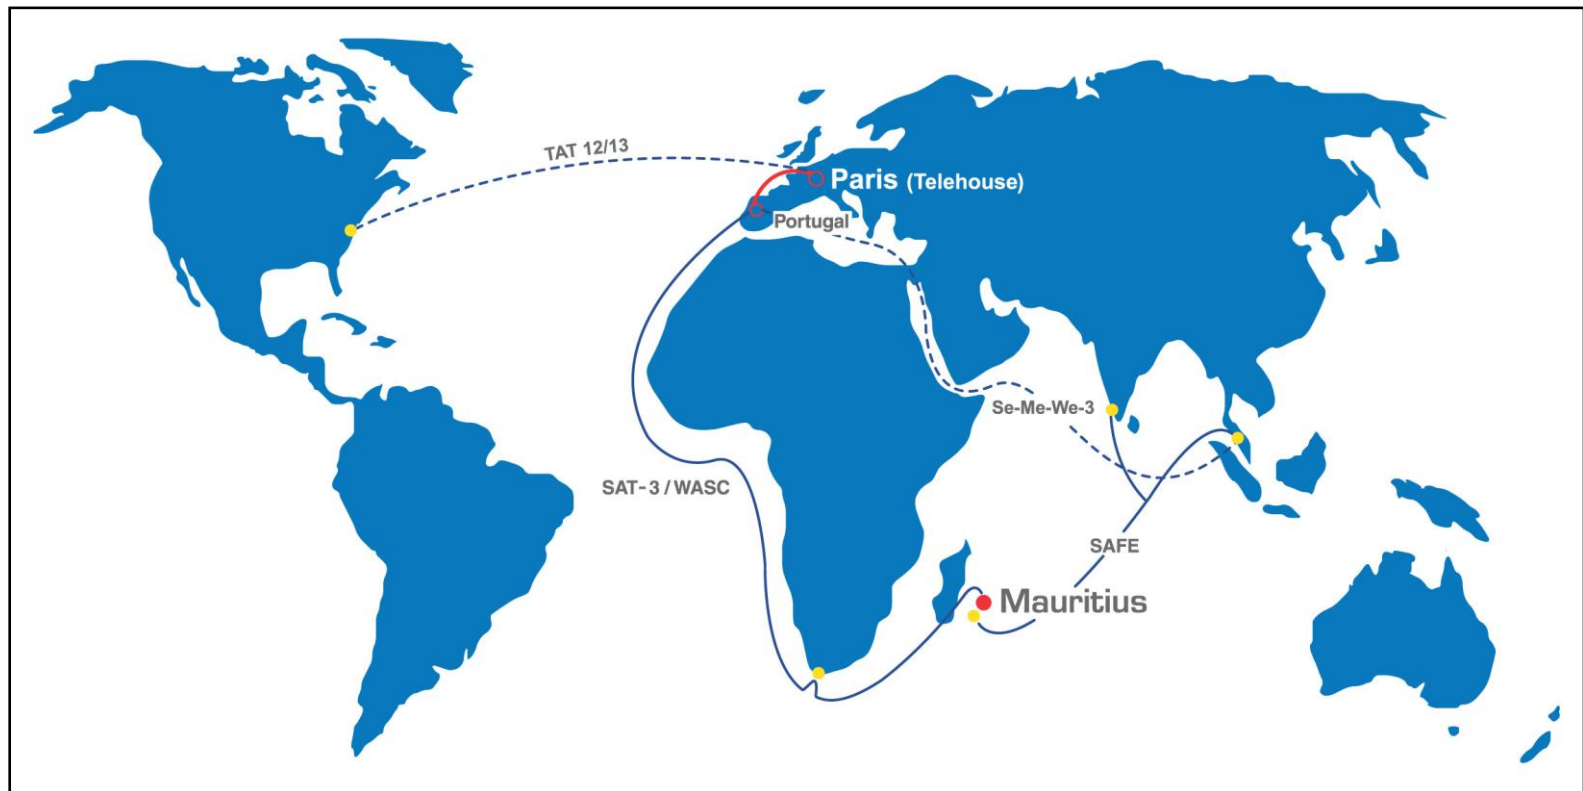 TAT 12/13
Paris (Telehouse)
Portugal
Se-Me-We-3
SAT-3 / WASC
SAFE
Mauritius